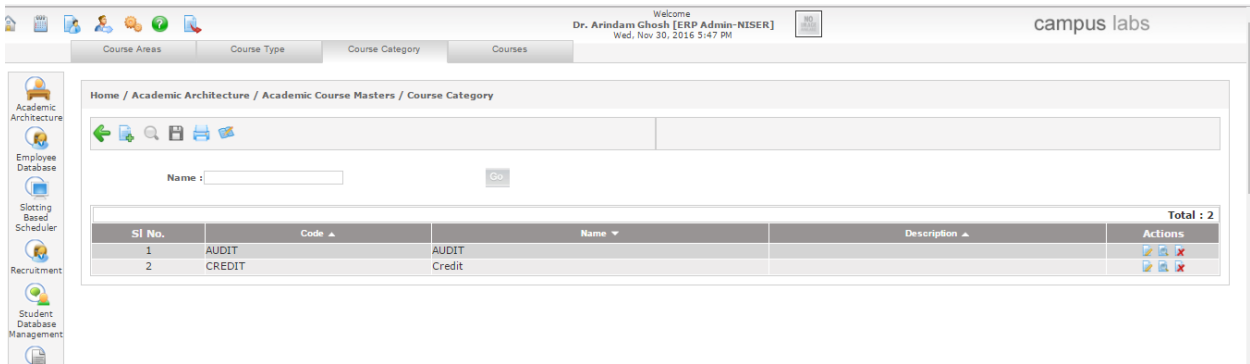 Welcome
Dr. Arindam Ghosh [ERP Admin-NISER]
Wed, Nov 30, 2016 5:47 PM
campus labs
Course Areas Course Type Course Category Courses
Academic
Architecture
Employee
Database
Slotting
Based
Scheduler
Recruitment
Student
Database
Management
Home / Academic Architecture / Academic Course Masters / Course Category
Name :
Go
Total : 2
Sl No. Code Name Description Actions
1 AUDIT AUDIT
2 CREDIT Credit